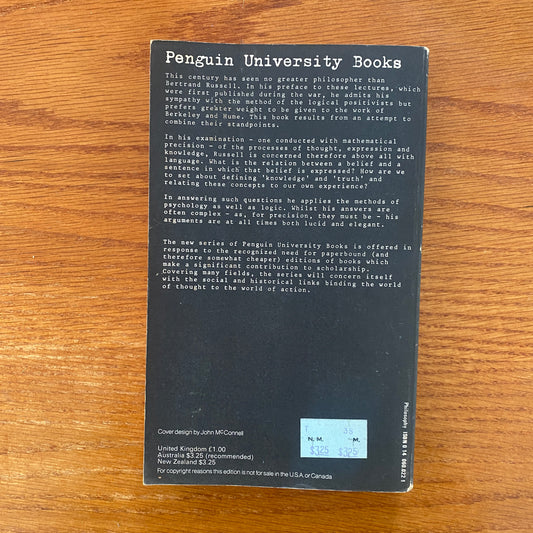 Penguin University Books
This century has seen no greater philosopher than
Bertrand Russell. In his preface to these lectures, which
were first published during the war, he admits his
sympathy with the method of the logical positivists but
prefers greater weight to be given to the work of
Berkeley and Hume. This book results from an attempt to
combine their standpoints.
In his examination – one conducted with mathematical
precision – of the processes of thought, expression and
knowledge, Russell is concerned therefore above all with
language. What is the relation between a belief and a
sentence in which that belief is expressed? How are we
to set about defining 'knowledge' and 'truth' and
relating these concepts to our own experience?
In answering such questions he applies the methods of
psychology as well as logic. Whilst his answers are
often complex – as, for precision, they must be – his
arguments are at all times both lucid and elegant.
The new series of Penguin University Books is offered in
response to the recognized need for paperbound (and
therefore somewhat cheaper) editions of books which
make a significant contribution to scholarship.
Covering many fields, the series will concern itself
with the social and historical links binding the world
of thought to the world of action.
Cover design by John McConnell
United Kingdom £1.00
Australia $3.25 (recommended)
New Zealand $3.25
For copyright reasons this edition is not for sale in the U.S.A. or Canada
N. M. M.
$3.25 $3.25
Philosophy ISBN 0 14 080.022 1